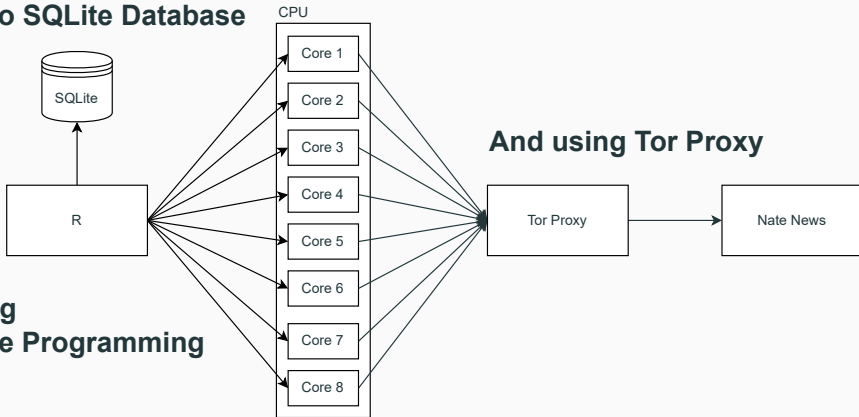 o SQLite Database
CPU
SQLite
R
Core 1
Core 2
Core 3
Core 4
Core 5
Core 6
Core 7
Core 8
And using Tor Proxy
Tor Proxy
Nate News
g
e Programming